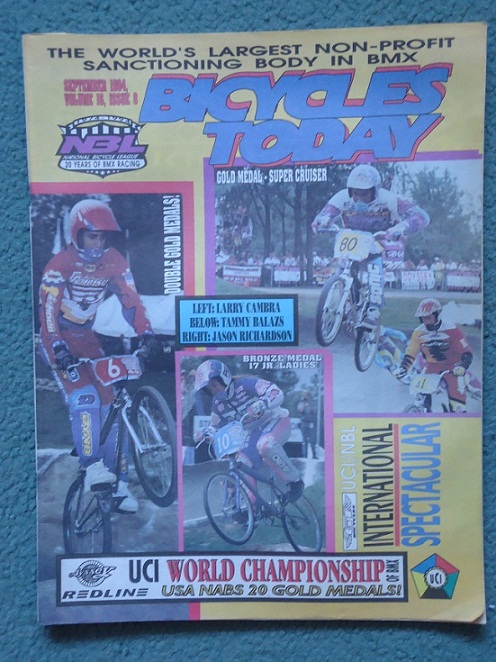 THE WORLD'S LARGEST NON-PROFIT
SANCTIONING BODY IN BMX
SEPTEMBER 1994,
VOLUME 16, ISSUE 8
BICYCLES
TODAY
NBL
NATIONAL BICYCLE LEAGUE
20 YEARS OF BMX RACING
GOLD MEDAL - SUPER CRUISER
DOUBLE GOLD MEDALS!
80
LEFT: LARRY CAMBRA
BELOW: TAMMY BALAZS
RIGHT: JASON RICHARDSON
6
BRONZE MEDAL
17 JR. 'LADIES'
10
UCI/NBL
INTERNATIONAL
SPECTACULAR
REDLINE
UCI WORLD CHAMPIONSHIP OF BMX
USA NABS 20 GOLD MEDALS!
UCI